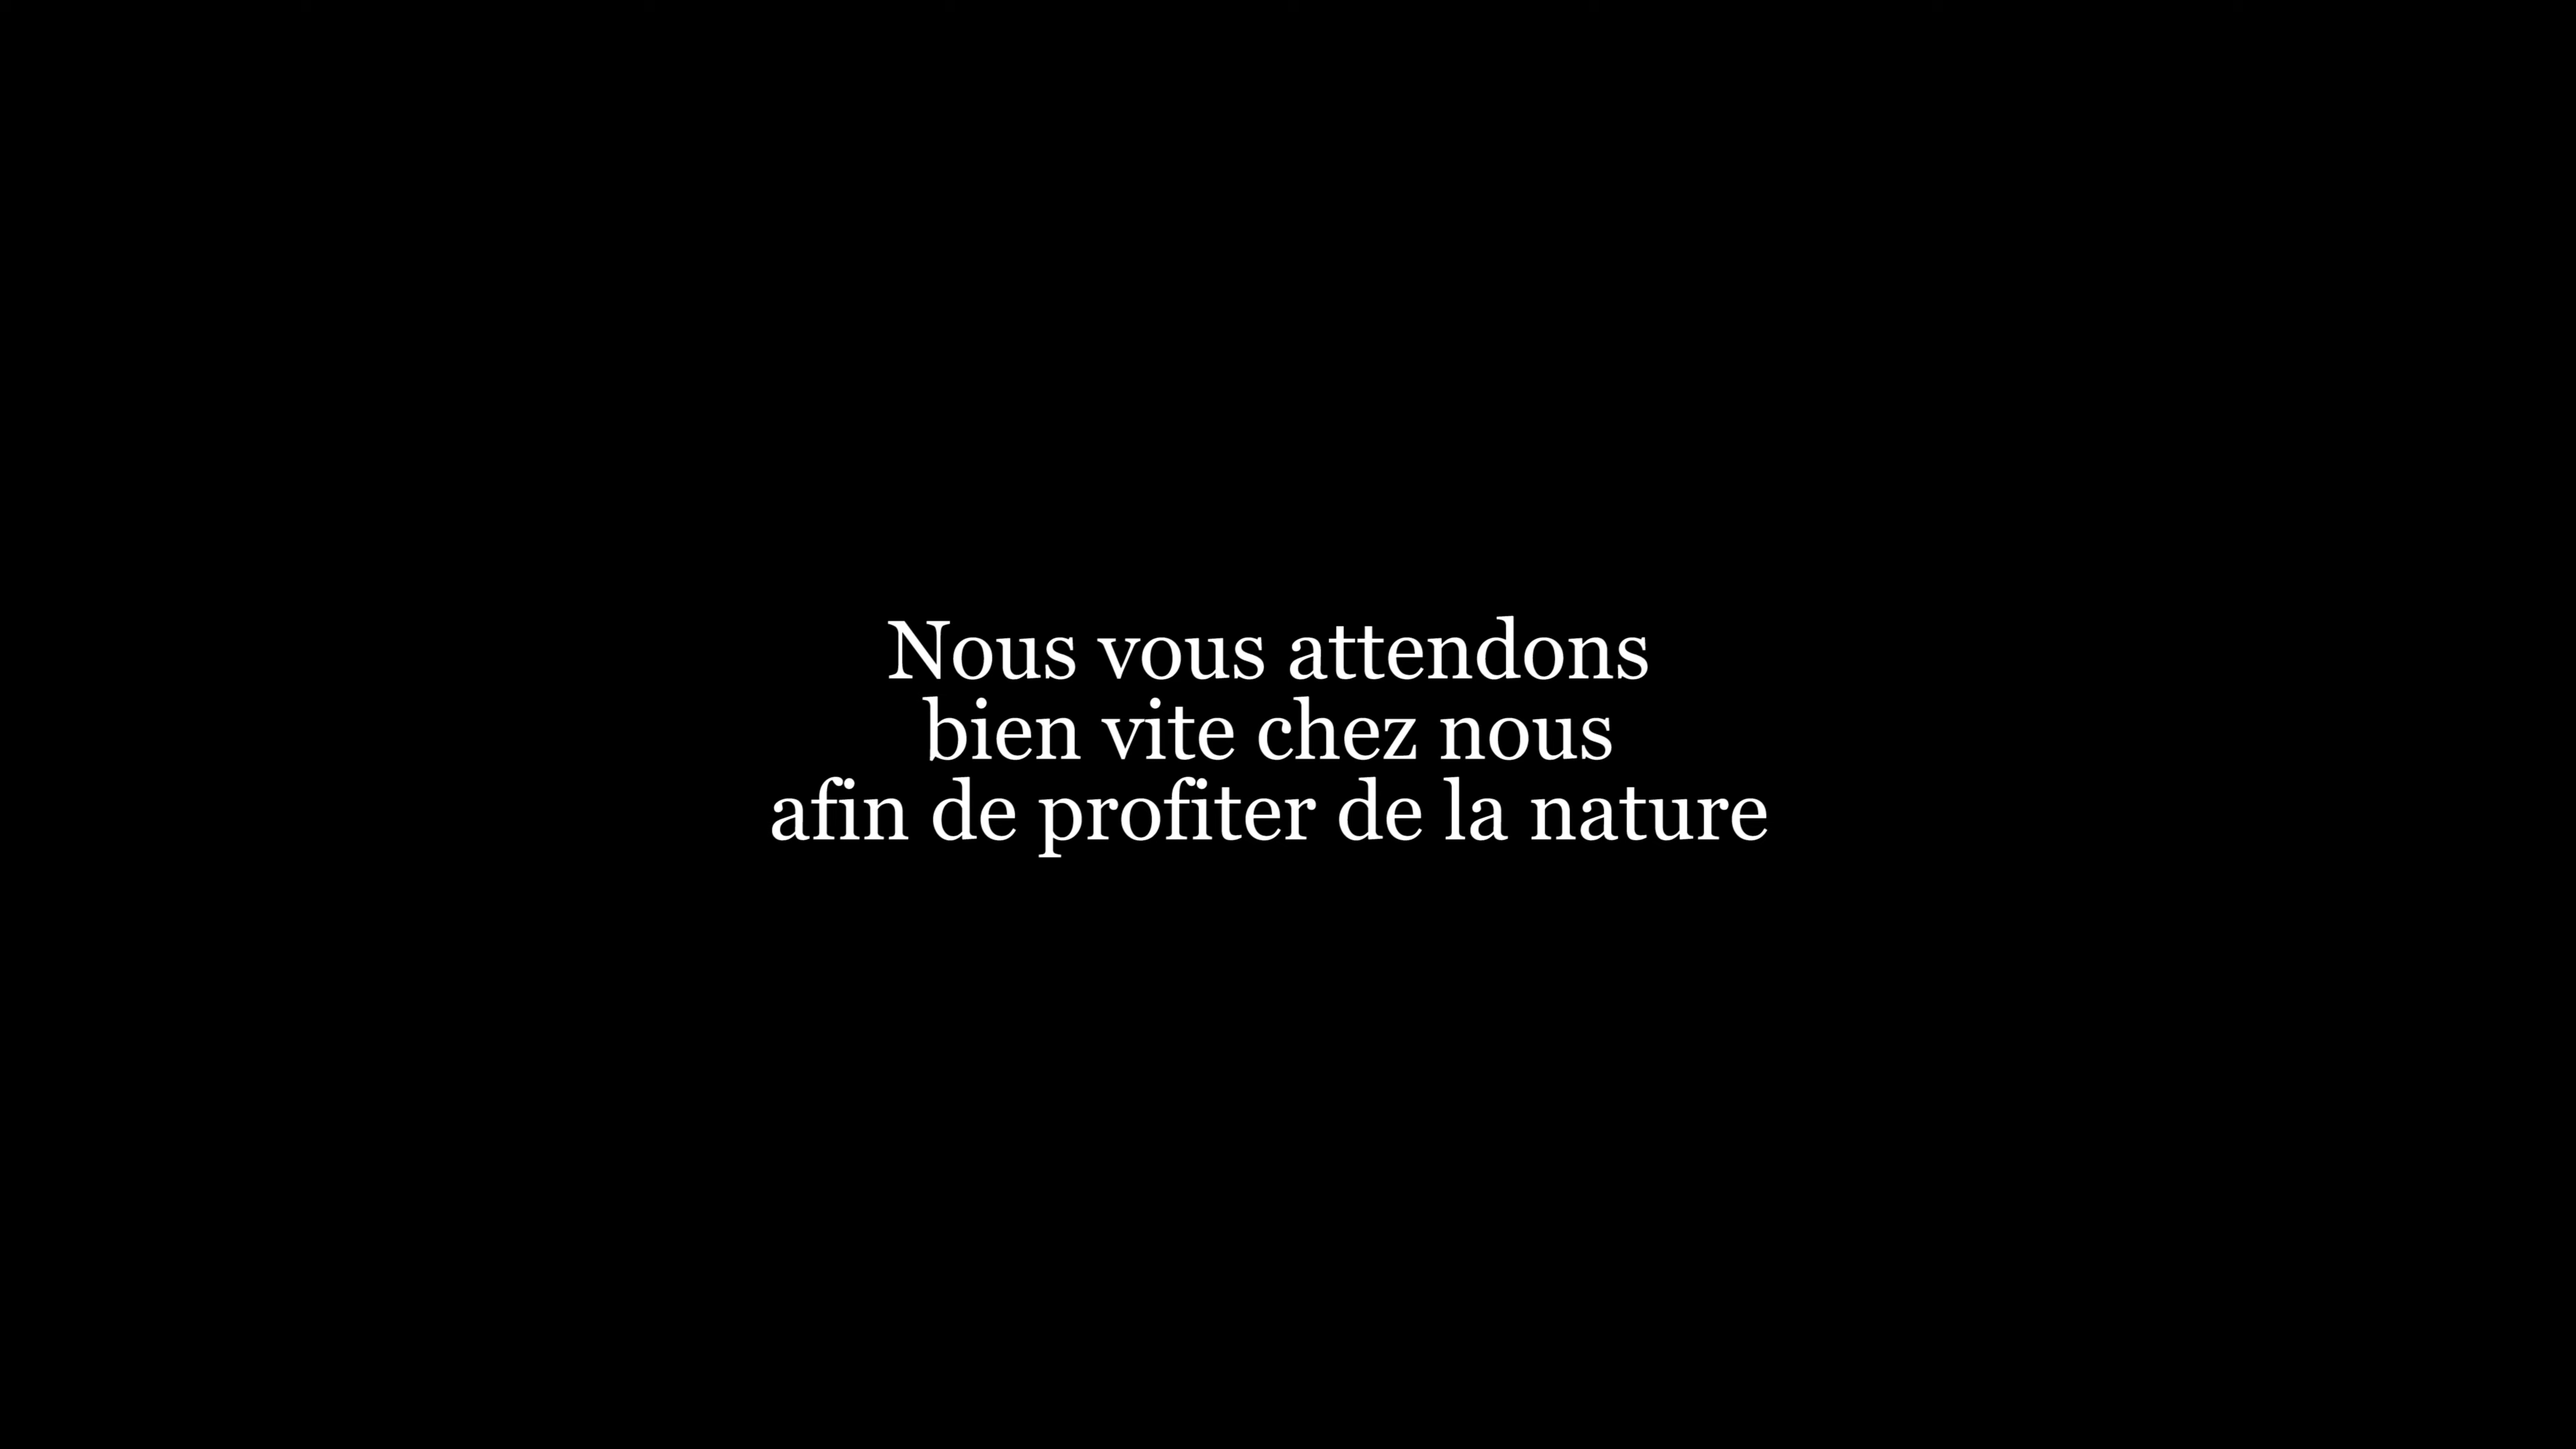 Nous vous attendons
bien vite chez nous
afin de profiter de la nature